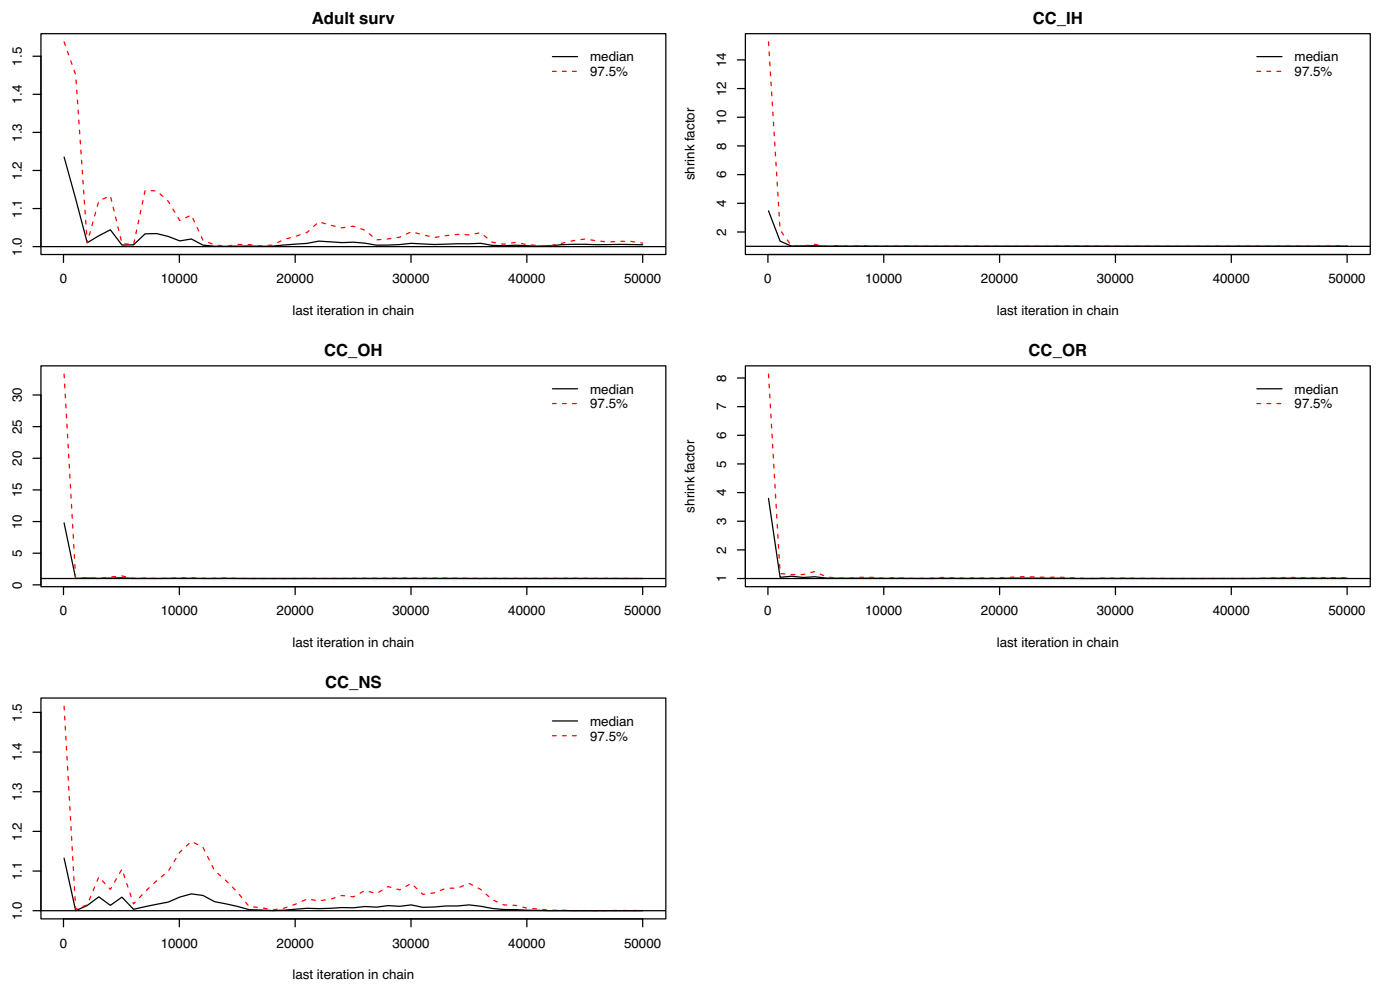 Adult surv
median
97.5%
1.0 1.1 1.2 1.3 1.4 1.5
0 10000 20000 30000 40000 50000
last iteration in chain
CC_IH
median
97.5%
shrink factor
2 4 6 8 10 12 14
0 10000 20000 30000 40000 50000
last iteration in chain
CC_OH
median
97.5%
0 5 10 15 20 25 30
0 10000 20000 30000 40000 50000
last iteration in chain
CC_OR
median
97.5%
shrink factor
1 2 3 4 5 6 7 8
0 10000 20000 30000 40000 50000
last iteration in chain
CC_NS
median
97.5%
1.0 1.1 1.2 1.3 1.4 1.5
0 10000 20000 30000 40000 50000
last iteration in chain